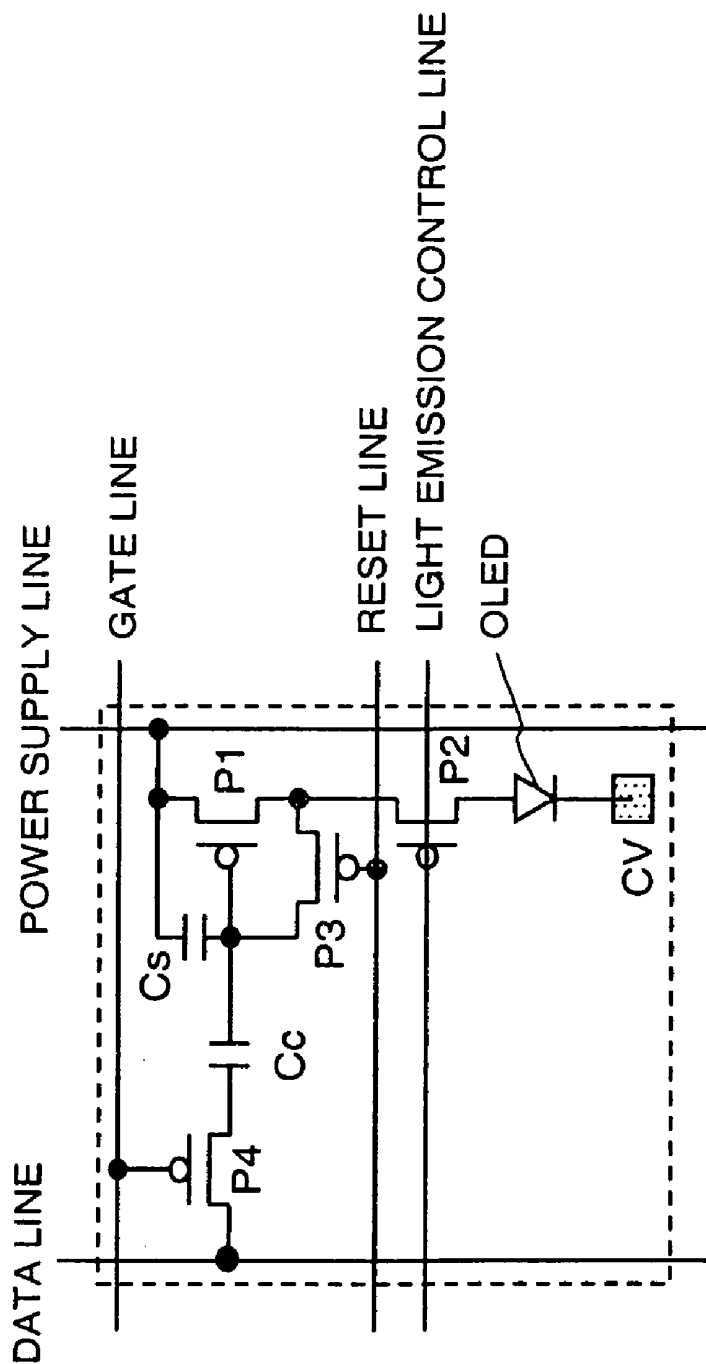 DATA LINE
POWER SUPPLY LINE
GATE LINE
Cs
P1
P4
Cc
P3
RESET LINE
P2
LIGHT EMISSION CONTROL LINE
OLED
CV